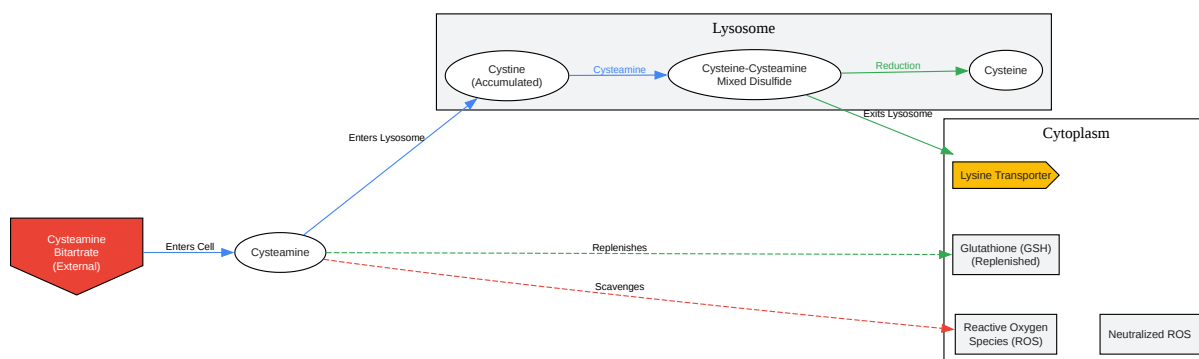 Lysosome
Cystine
(Accumulated)
Cysteamine
Cysteine-Cysteamine
Mixed Disulfide
Reduction
Cysteine
Exits Lysosome
Enters Lysosome
Cytoplasm
Lysine Transporter
Cysteamine
Bitartrate
(External)
Enters Cell
Cysteamine
Replenishes
Glutathione (GSH)
(Replenished)
Scavenges
Reactive Oxygen
Species (ROS)
Neutralized ROS